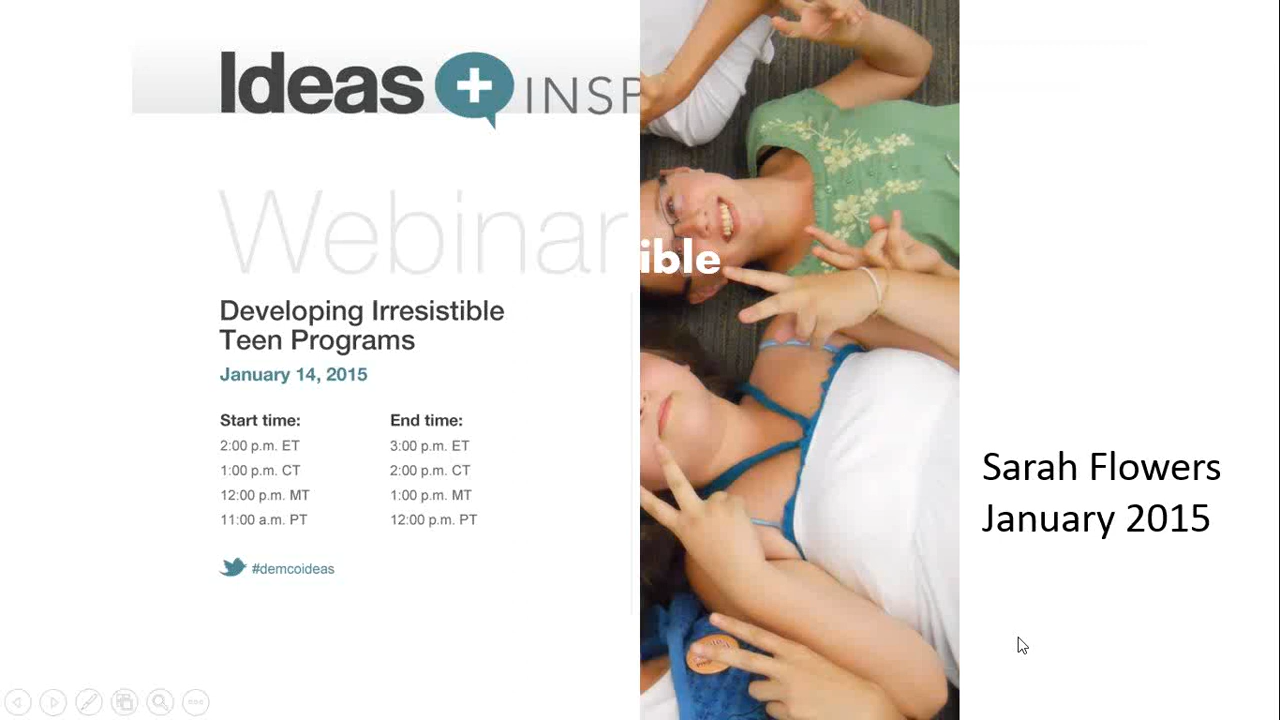 Ideas + INSP
Webinar
ible
Developing Irresistible
Teen Programs
January 14, 2015
Start time: End time:
2:00 p.m. ET 3:00 p.m. ET
1:00 p.m. CT 2:00 p.m. CT
12:00 p.m. MT 1:00 p.m. MT
11:00 a.m. PT 12:00 p.m. PT
#demcoideas
Sarah Flowers
January 2015